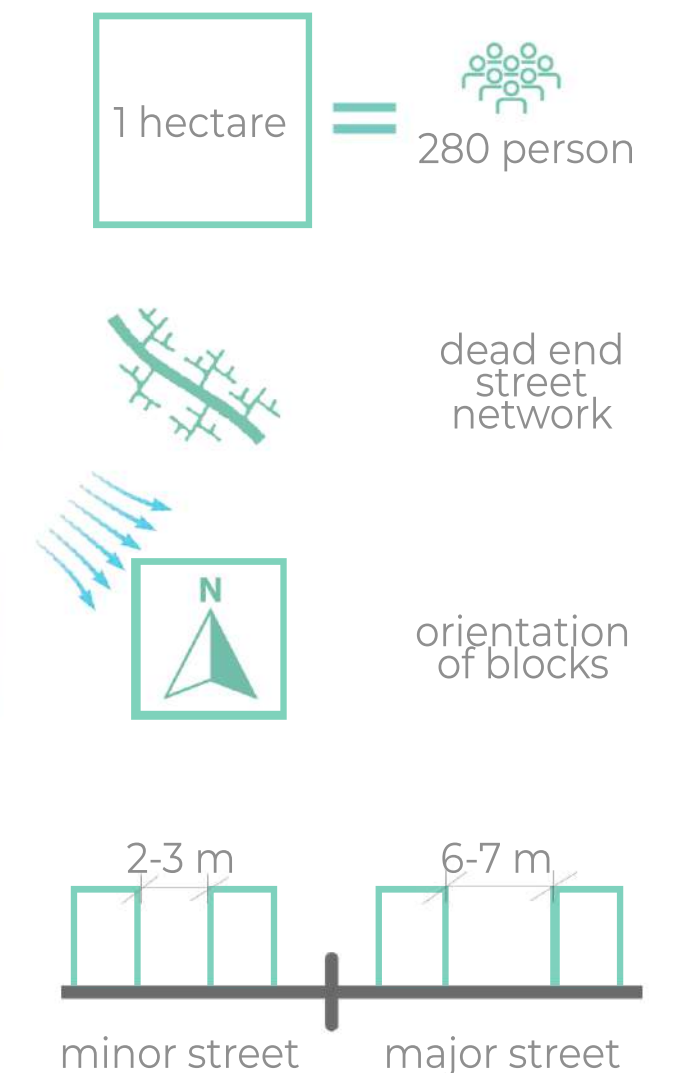 1 hectare
280 person
dead end
street
network
N
orientation
of blocks
2-3 m
6-7 m
minor street
major street